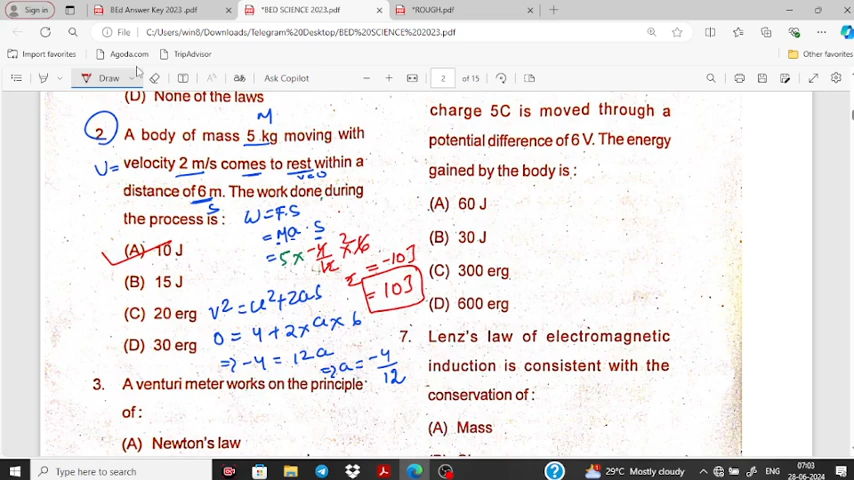 Sign in
BEd Answer Key 2023 .pdf
*BED SCIENCE 2023.pdf
*ROUGH.pdf
File
C:/Users/win8/Downloads/Telegram%20Desktop/BED%20SCIENCE%202023.pdf
Import favorites
Agoda.com
TripAdvisor
Other favorites
Draw
Ask Copilot
2
of 15
(D) None of the laws
M
2. A body of mass 5 kg moving with
U= velocity 2 m/s comes to rest within a
v=0
distance of 6 m. The work done during
S
the process is :
W = F.S
= Ma . S
(A) 10 J
(B) 15 J
(C) 20 erg
(D) 30 erg
= -10J
= 10J
v² = u²+2as
0 = 4 + 2×a×6
=> -4 = 12a
=> a = -4/12
3. A venturi meter works on the principle
of :
(A) Newton's law
charge 5C is moved through a
potential difference of 6 V. The energy
gained by the body is :
(A) 60 J
(B) 30 J
(C) 300 erg
(D) 600 erg
7. Lenz's law of electromagnetic
induction is consistent with the
conservation of :
(A) Mass
Type here to search
29°C Mostly cloudy
ENG
07:03
28-06-2024